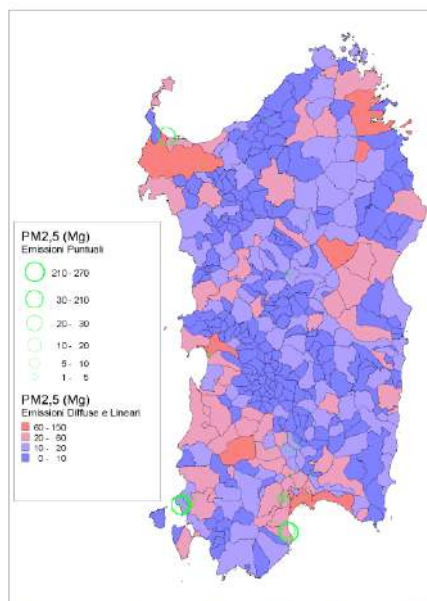 PM2,5 (Mg)
Emissioni Puntuali
210 - 270
30 - 210
20 - 30
10 - 20
5 - 10
1 - 5
PM2,5 (Mg)
Emissioni Diffuse e Lineari
60 - 150
20 - 60
10 - 20
0 - 10